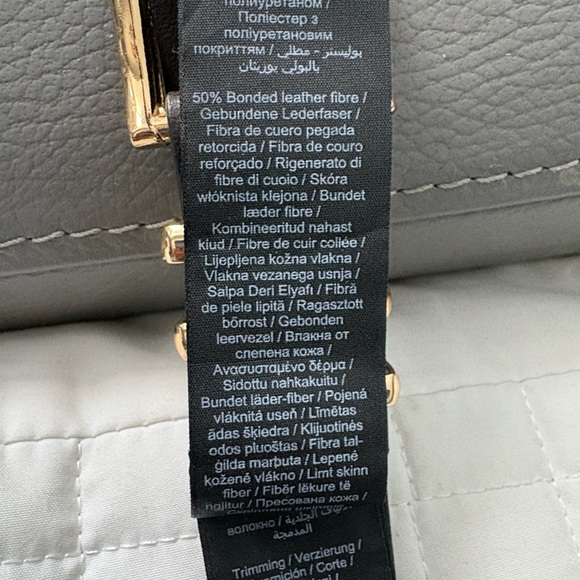 полиуретаном /
Поліестер з
поліуретановим
покриттям / بوليستر - مطلي
بالبولي يوريثان
50% Bonded leather fibre /
Gebundene Lederfaser /
Fibra de cuero pegada
retorcida / Fibra de couro
reforçado / Rigenerato di
fibre di cuoio / Skóra
włóknista klejona / Bundet
læder fibre /
Kombineeritud nahast
kiud / Fibre de cuir collée /
Lijepljena kožna vlakna /
Vlakna vezanega usnja /
Salpa Deri Elyafı / Fibră
de piele lipită / Ragasztott
bőrrost / Gebonden
leervezel / Влакна от
слепена кожа /
Ανασυσταμένο δέρμα /
Sidottu nahkakuitu /
Bundet läder-fiber / Pojená
vláknitá useň / Līmētas
ādas šķiedra / Klijuotinės
odos pluoštas / Fibra tal-
ġilda marbuta / Lepené
kožené vlákno / Limt skinn
fiber / Fibër lëkure të
ngjitur / Пресована кожа /
волокно / الجلدية
المدمجة
Trimming / Verzierung /
/ Corte /